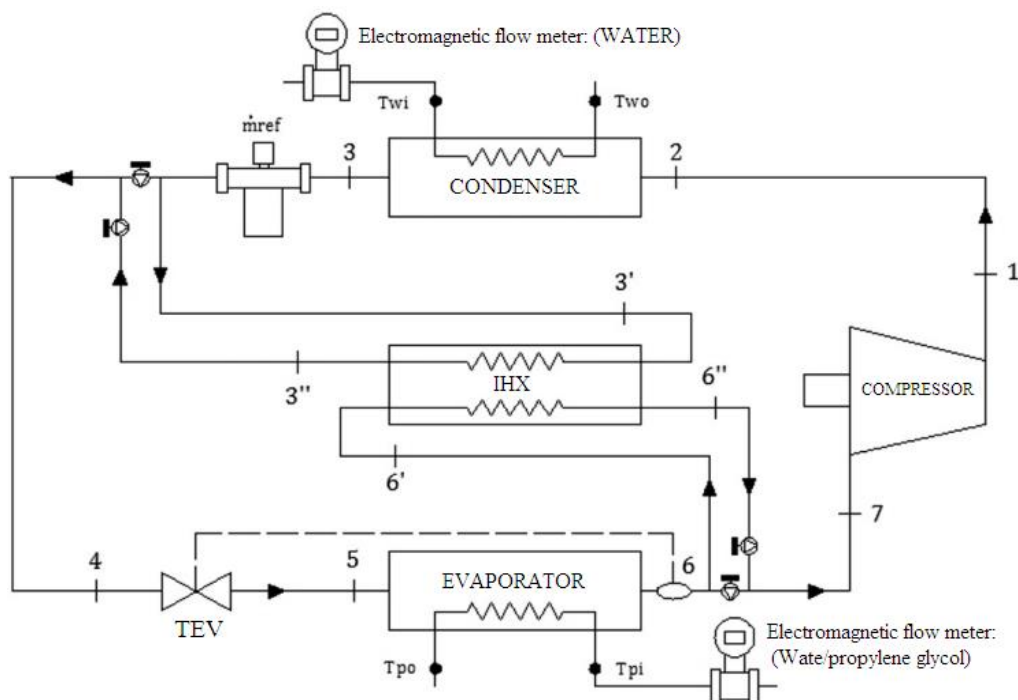 Electromagnetic flow meter: (WATER)
Twi
Two
ṁref
3
2
CONDENSER
1
3'
3"
IHX
6"
COMPRESSOR
6'
7
4
5
EVAPORATOR
6
TEV
Tpo
Tpi
Electromagnetic flow meter:
(Wate/propylene glycol)